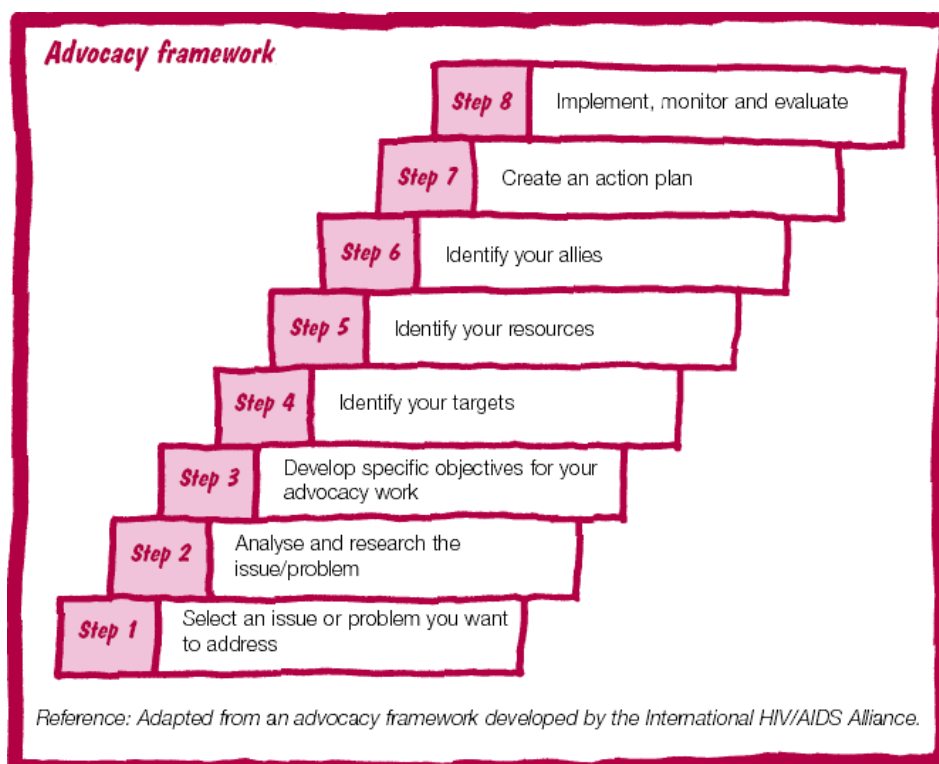 Advocacy framework
Step 8 Implement, monitor and evaluate
Step 7 Create an action plan
Step 6 Identify your allies
Step 5 Identify your resources
Step 4 Identify your targets
Step 3 Develop specific objectives for your
advocacy work
Step 2 Analyse and research the
issue/problem
Step 1 Select an issue or problem you want
to address
Reference: Adapted from an advocacy framework developed by the International HIV/AIDS Alliance.